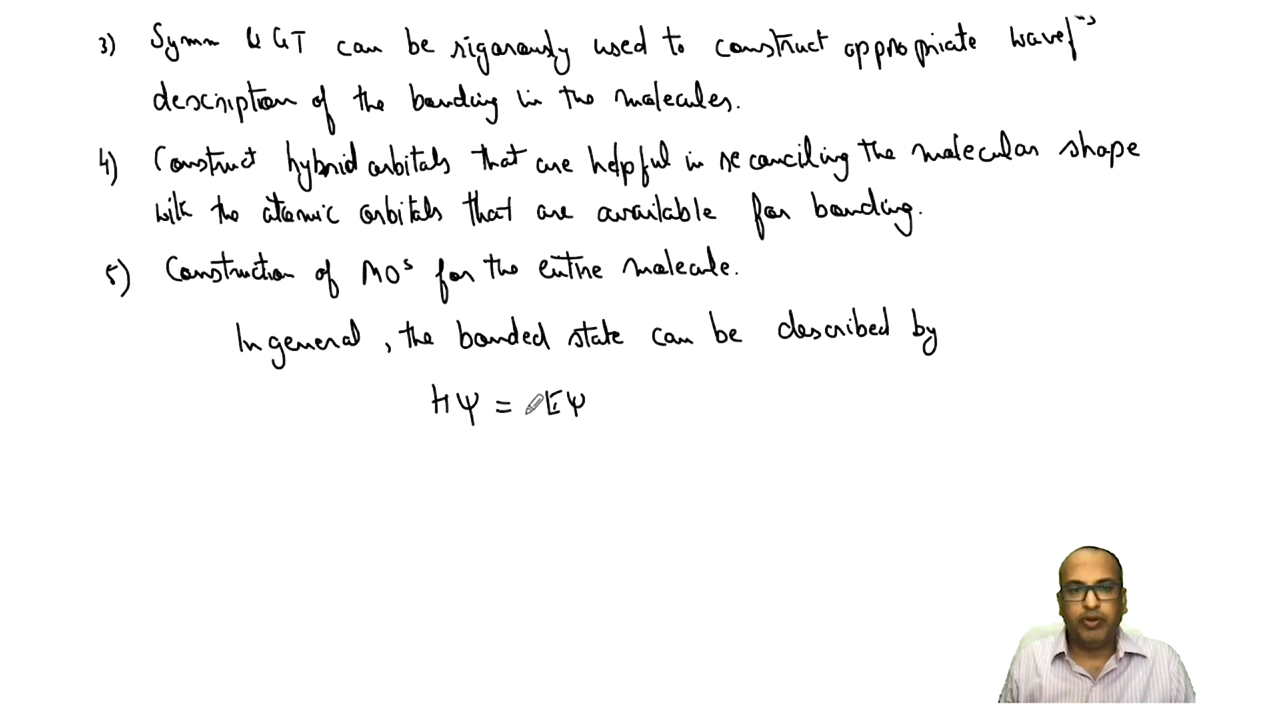 3) Symm & GT can be rigorously used to construct appropriate wavefⁿˢ
description of the bonding in the molecules.
4) Construct hybrid orbitals that are helpful in reconciling the molecular shape
with the atomic orbitals that are available for bonding.
5) Construction of MOˢ for the entire molecule.
In general, the bonded state can be described by
Hψ = Eψ